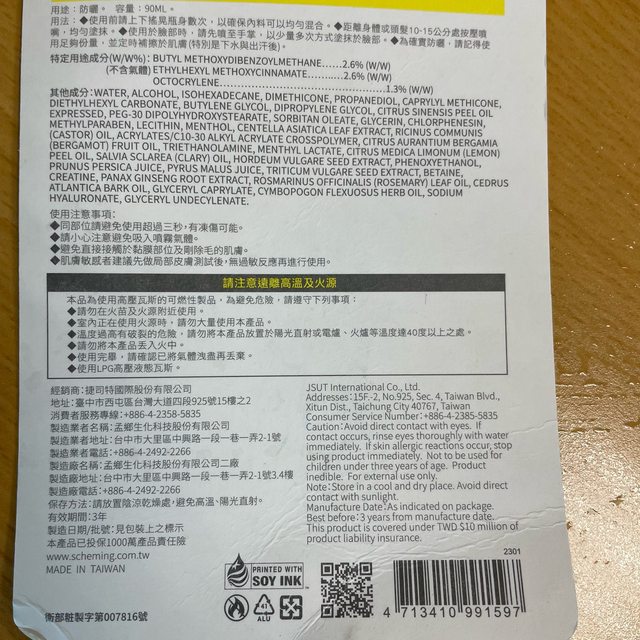 用途：防曬。 容量：90ML。
用法：◆使用前請上下搖晃瓶身數次，以確保內料可以均勻混合。◆距離身體或頭髮10-15公分處按壓噴
嘴，均勻塗抹。◆使用於臉部時，請先噴至手掌，以少量多次方式塗抹於臉部。◆為確實防曬，請記得使
用足夠份量，並定時補擦於肌膚(特別是下水與出汗後)。
特定用途成分(W/W%)：BUTYL METHOXYDIBENZOYLMETHANE......2.6% (W/W)
(不含氣體) ETHYLHEXYL METHOXYCINNAMATE............2.6% (W/W)
OCTOCRYLENE............................................1.3% (W/W)
其他成分：WATER, ALCOHOL, ISOHEXADECANE, DIMETHICONE, PROPANEDIOL, CAPRYLYL METHICONE,
DIETHYLHEXYL CARBONATE, BUTYLENE GLYCOL, DIPROPYLENE GLYCOL, CITRUS SINENSIS PEEL OIL
EXPRESSED, PEG-30 DIPOLYHYDROXYSTEARATE, SORBITAN OLEATE, GLYCERIN, CHLORPHENESIN,
METHYLPARABEN, LECITHIN, MENTHOL, CENTELLA ASIATICA LEAF EXTRACT, RICINUS COMMUNIS
(CASTOR) OIL, ACRYLATES/C10-30 ALKYL ACRYLATE CROSSPOLYMER, CITRUS AURANTIUM BERGAMIA
(BERGAMOT) FRUIT OIL, TRIETHANOLAMINE, MENTHYL LACTATE, CITRUS MEDICA LIMONUM (LEMON)
PEEL OIL, SALVIA SCLAREA (CLARY) OIL, HORDEUM VULGARE SEED EXTRACT, PHENOXYETHANOL,
PRUNUS PERSICA JUICE, PYRUS MALUS JUICE, TRITICUM VULGARE SEED EXTRACT, BETAINE,
CREATINE, PANAX GINSENG ROOT EXTRACT, ROSMARINUS OFFICINALIS (ROSEMARY) LEAF OIL, CEDRUS
ATLANTICA BARK OIL, GLYCERYL CAPRYLATE, CYMBOPOGON FLEXUOSUS HERB OIL, SODIUM
HYALURONATE, GLYCERYL UNDECYLENATE.
使用注意事項：
◆同部位請避免使用超過三秒，有凍傷可能。
◆請小心注意避免吸入噴霧氣體。
◆避免直接接觸於黏膜部位及剛除毛的肌膚。
◆肌膚敏感者建議先做局部皮膚測試後，無過敏反應再進行使用。
請注意遠離高溫及火源
本品為使用高壓瓦斯的可燃性製品，為避免危險，請遵守下列事項：
◆請勿在火苗及火源附近使用。
◆室內正在使用火源時，請勿大量使用本產品。
◆溫度過高有破裂的危險，請勿將本產品放置於陽光直射或電爐、火爐等溫度達40度以上之處。
◆請勿將本產品丟入火中。
◆使用完畢，請確認已將氣體洩盡再丟棄。
◆使用LPG高壓液態瓦斯。
經銷商：捷司特國際股份有限公司
地址：臺中市西屯區台灣大道四段925號15樓之2
消費者服務專線：+886-4-2358-5835
製造業者名稱：孟鄉生化科技股份有限公司
製造業者地址：台中市大里區中興路一段一巷一弄2-1號
製造業者電話：+886-4-2492-2266
製造廠名稱：孟鄉生化科技股份有限公司二廠
製造廠地址：台中市大里區中興路一段一巷一弄2-1號3.4樓
製造廠電話：+886-4-2492-2266
保存方法：請放置陰涼乾燥處，避免高溫、陽光直射。
有效期間：3年
製造日期/批號：見包裝上之標示
本產品已投保1000萬產品責任險
www.scheming.com.tw
MADE IN TAIWAN
衛部粧製字第007816號
JSUT International Co., Ltd.
Addresses：15F.-2, No.925, Sec. 4, Taiwan Blvd.,
Xitun Dist., Taichung City 40767, Taiwan
Consumer Service Number：+886-4-2385-5835
Caution：Avoid direct contact with eyes. If
contact occurs, rinse eyes thoroughly with water
immediately. If skin allergic reactions occur, stop
using product immediately. Not to be used for
children under three years of age. Product
inedible. For external use only.
Note：Store in a cool and dry place. Avoid direct
contact with sunlight.
Manufacture Date：As indicated on package.
Best before：3 years from manufacture date.
This product is covered under TWD $10 million of
product liability insurance.
2301
PRINTED WITH
SOY INK
41
ALU
4 713410 991597